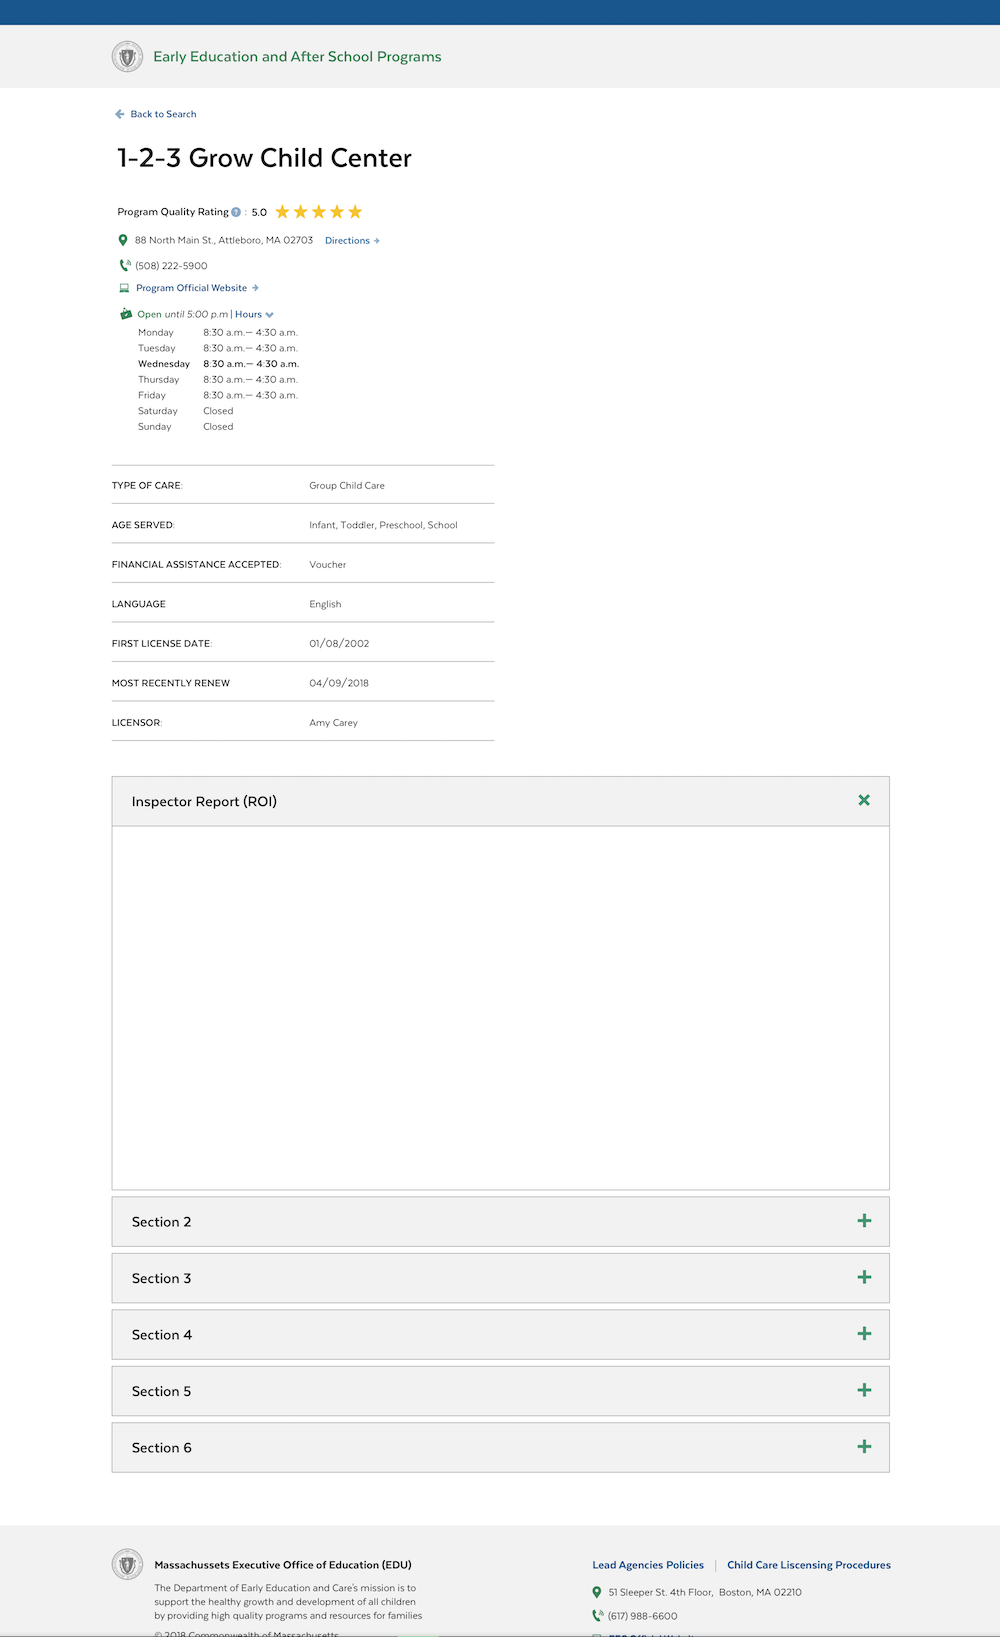 Early Education and After School Programs
Back to Search
1-2-3 Grow Child Center
Program Quality Rating ? : 5.0
88 North Main St., Attleboro, MA 02703 Directions
(508) 222-5900
Program Official Website
Open until 5:00 p.m | Hours
Monday 8:30 a.m.— 4:30 a.m.
Tuesday 8:30 a.m.— 4:30 a.m.
Wednesday 8:30 a.m.— 4:30 a.m.
Thursday 8:30 a.m.— 4:30 a.m.
Friday 8:30 a.m.— 4:30 a.m.
Saturday Closed
Sunday Closed
TYPE OF CARE: Group Child Care
AGE SERVED: Infant, Toddler, Preschool, School
FINANCIAL ASSISTANCE ACCEPTED: Voucher
LANGUAGE English
FIRST LICENSE DATE: 01/08/2002
MOST RECENTLY RENEW 04/09/2018
LICENSOR: Amy Carey
Inspector Report (ROI)
Section 2
Section 3
Section 4
Section 5
Section 6
Massachussets Executive Office of Education (EDU)
The Department of Early Education and Care's mission is to
support the healthy growth and development of all children
by providing high quality programs and resources for families
© 2018 Commonwealth of Massachusetts
Lead Agencies Policies | Child Care Liscensing Procedures
51 Sleeper St. 4th Floor, Boston, MA 02210
(617) 988-6600